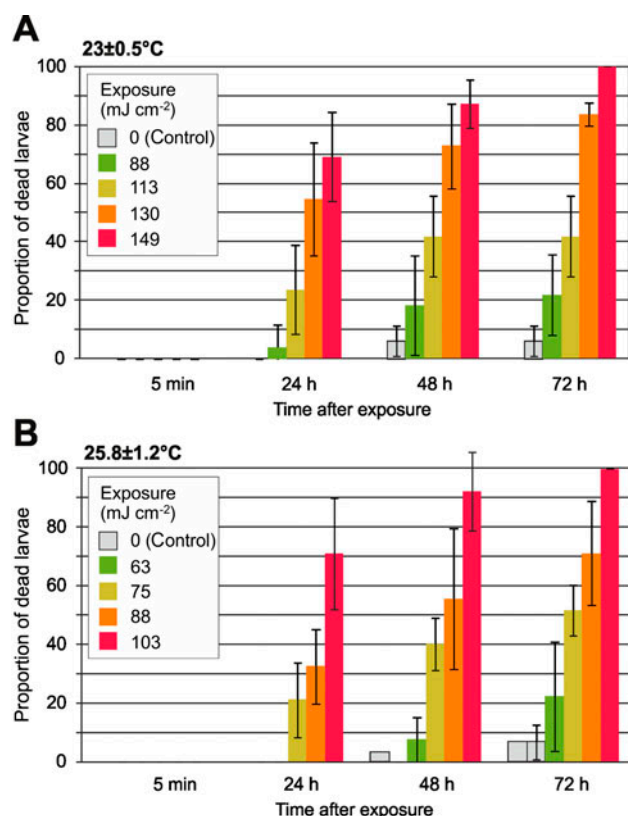 A
23±0.5°C
100
80
60
40
20
0
Proportion of dead larvae
Exposure
(mJ cm-2)
0 (Control)
88
113
130
149
5 min 24 h 48 h 72 h
Time after exposure
B
25.8±1.2°C
100
80
60
40
20
0
Proportion of dead larvae
Exposure
(mJ cm-2)
0 (Control)
63
75
88
103
5 min 24 h 48 h 72 h
Time after exposure